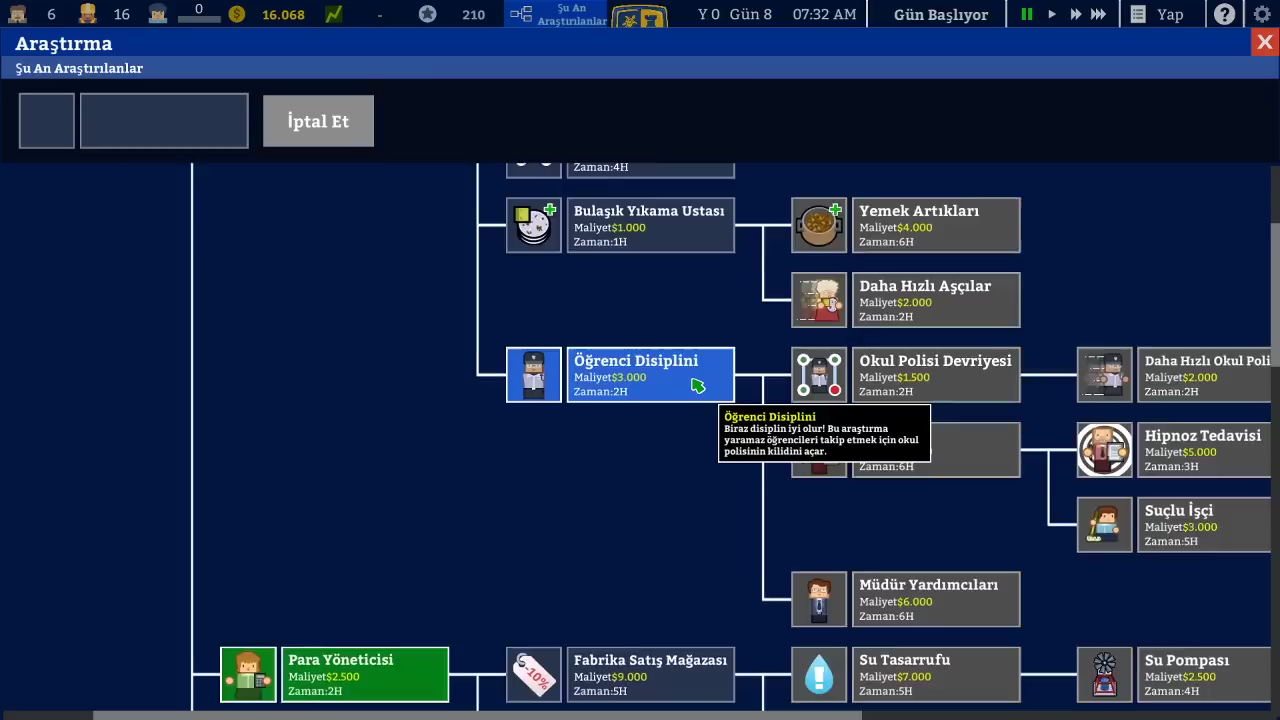 6
16
0
16.068
-
210
Şu An
Araştırılanlar
Y 0 Gün 8
07:32 AM
Gün Başlıyor
Yap
?
Araştırma
X
Şu An Araştırılanlar
İptal Et
Zaman:4H
Bulaşık Yıkama Ustası
Maliyet$1.000
Zaman:1H
Yemek Artıkları
Maliyet$4.000
Zaman:6H
Daha Hızlı Aşçılar
Maliyet$2.000
Zaman:2H
Öğrenci Disiplini
Maliyet$3.000
Zaman:2H
Okul Polisi Devriyesi
Maliyet$1.500
Zaman:2H
Daha Hızlı Okul Poli
Maliyet$2.000
Zaman:2H
Öğrenci Disiplini
Biraz disiplin iyi olur! Bu araştırma
yaramaz öğrencileri takip etmek için okul
polisinin kilidini açar.
Zaman:6H
Hipnoz Tedavisi
Maliyet$5.000
Zaman:3H
Suçlu İşçi
Maliyet$3.000
Zaman:5H
Müdür Yardımcıları
Maliyet$6.000
Zaman:6H
Para Yöneticisi
Maliyet$2.500
Zaman:2H
-10%
Fabrika Satış Mağazası
Maliyet$9.000
Zaman:5H
Su Tasarrufu
Maliyet$7.000
Zaman:5H
Su Pompası
Maliyet$2.500
Zaman:4H